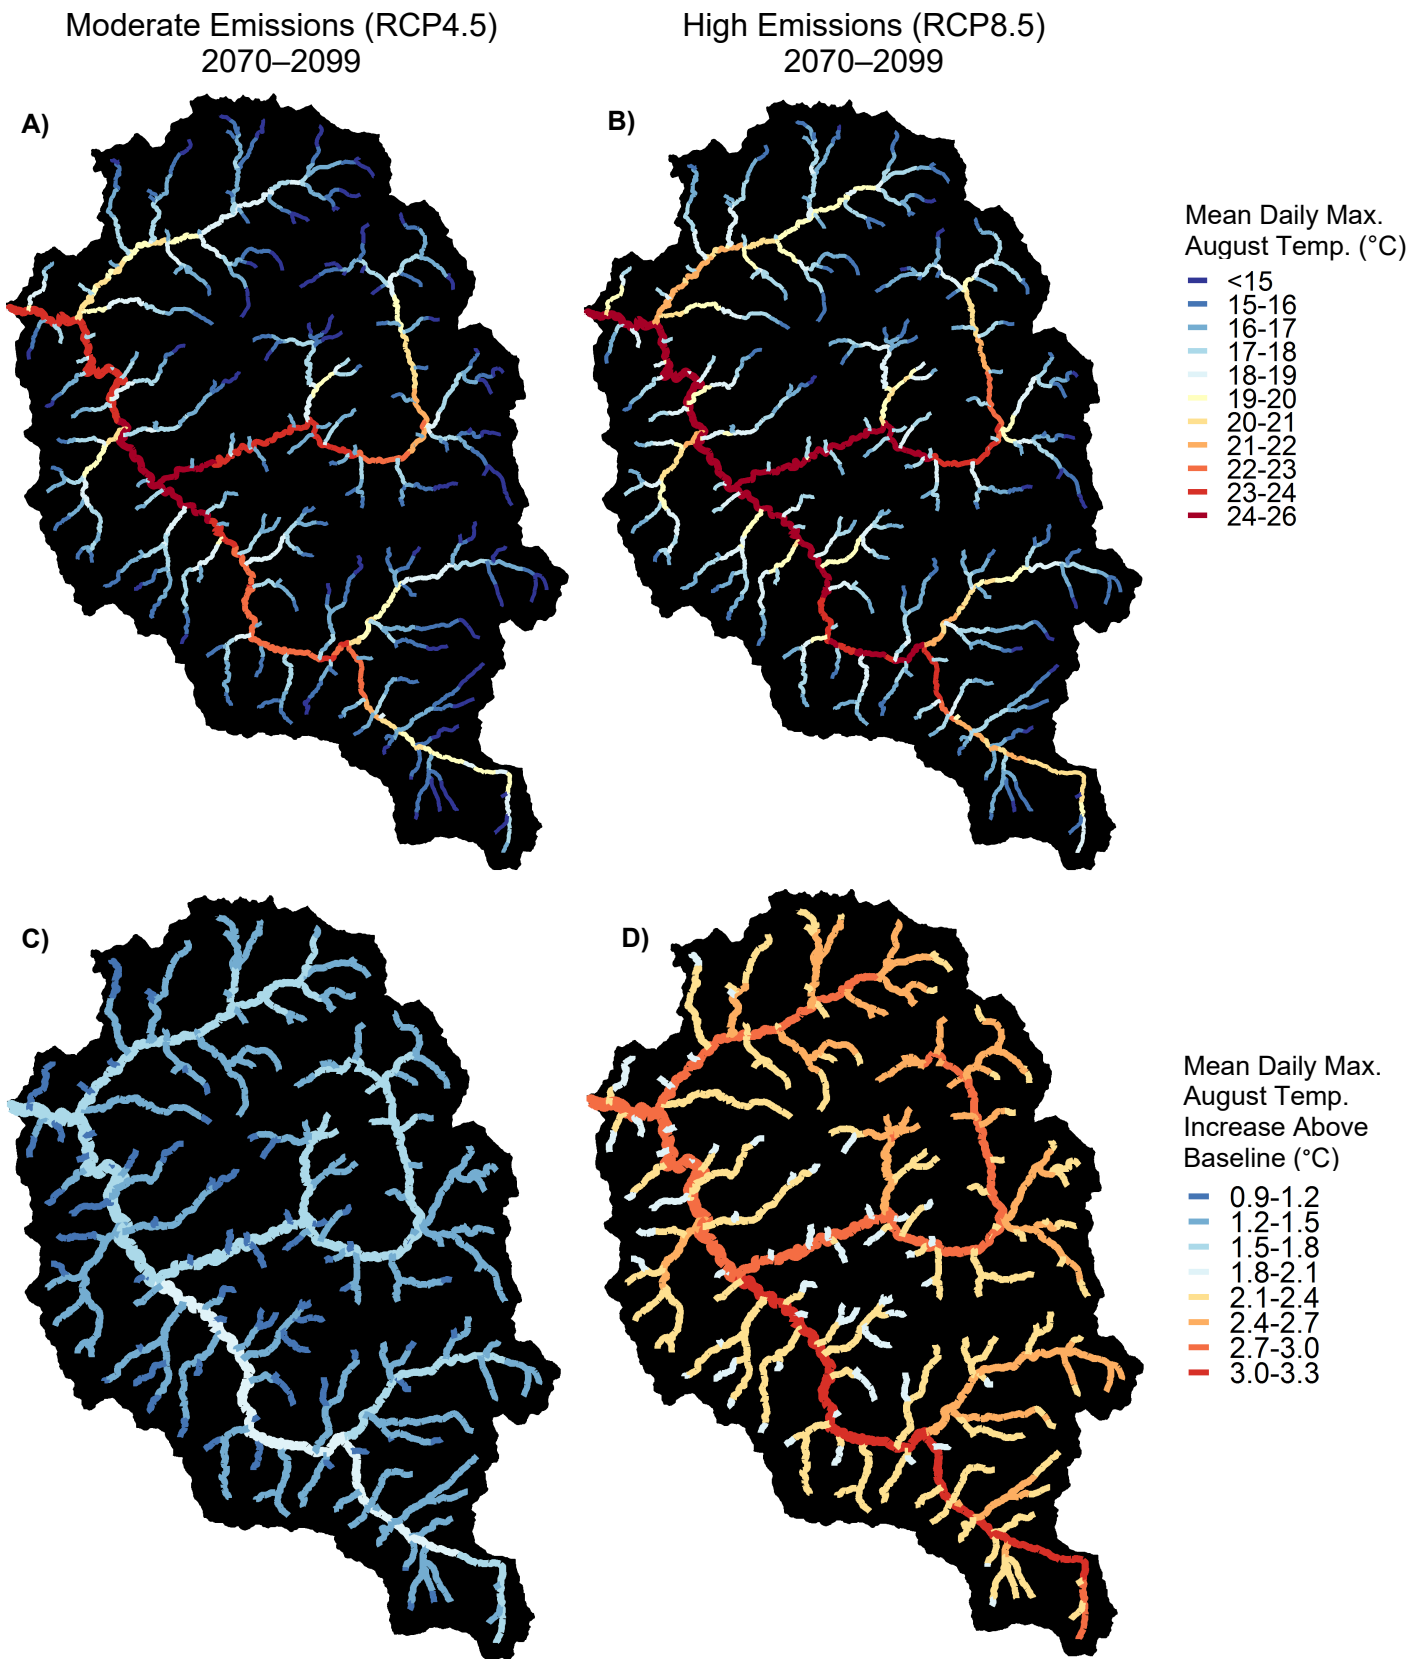 Moderate Emissions (RCP4.5)
2070–2099
High Emissions (RCP8.5)
2070–2099
A)
B)
Mean Daily Max.
August Temp. (°C)
<15
15-16
16-17
17-18
18-19
19-20
20-21
21-22
22-23
23-24
24-26
C)
D)
Mean Daily Max.
August Temp.
Increase Above
Baseline (°C)
0.9-1.2
1.2-1.5
1.5-1.8
1.8-2.1
2.1-2.4
2.4-2.7
2.7-3.0
3.0-3.3